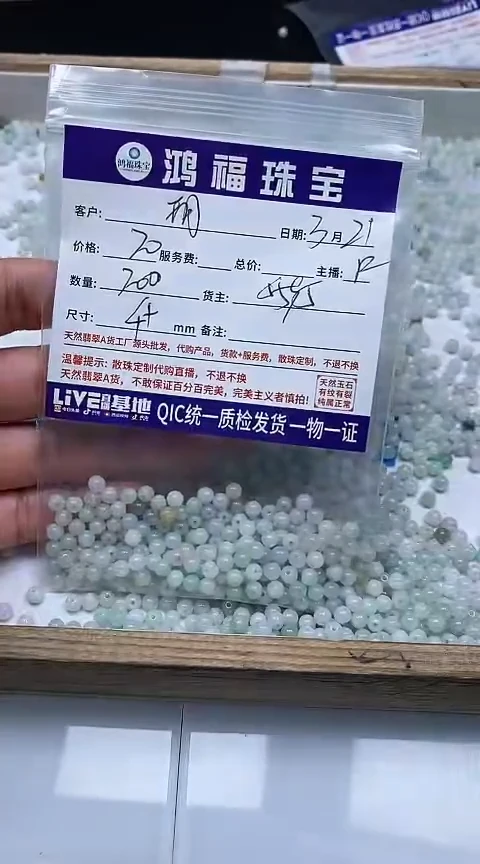 鸿福珠宝
鸿福珠宝
客户: 日期: 3月21
价格: 20 服务费: 总价: 主播:
数量: 200 货主:
尺寸: 4+ mm 备注:
天然翡翠A货工厂源头批发，代购产品，货款+服务费，散珠定制，不退不换
温馨提示：散珠定制代购直播，不退不换
天然翡翠A货，不敢保证百分百完美，完美主义者慎拍!
天然玉石
有纹有裂
纯属正常
LiVE直播基地
QIC统一质检发货 一物一证